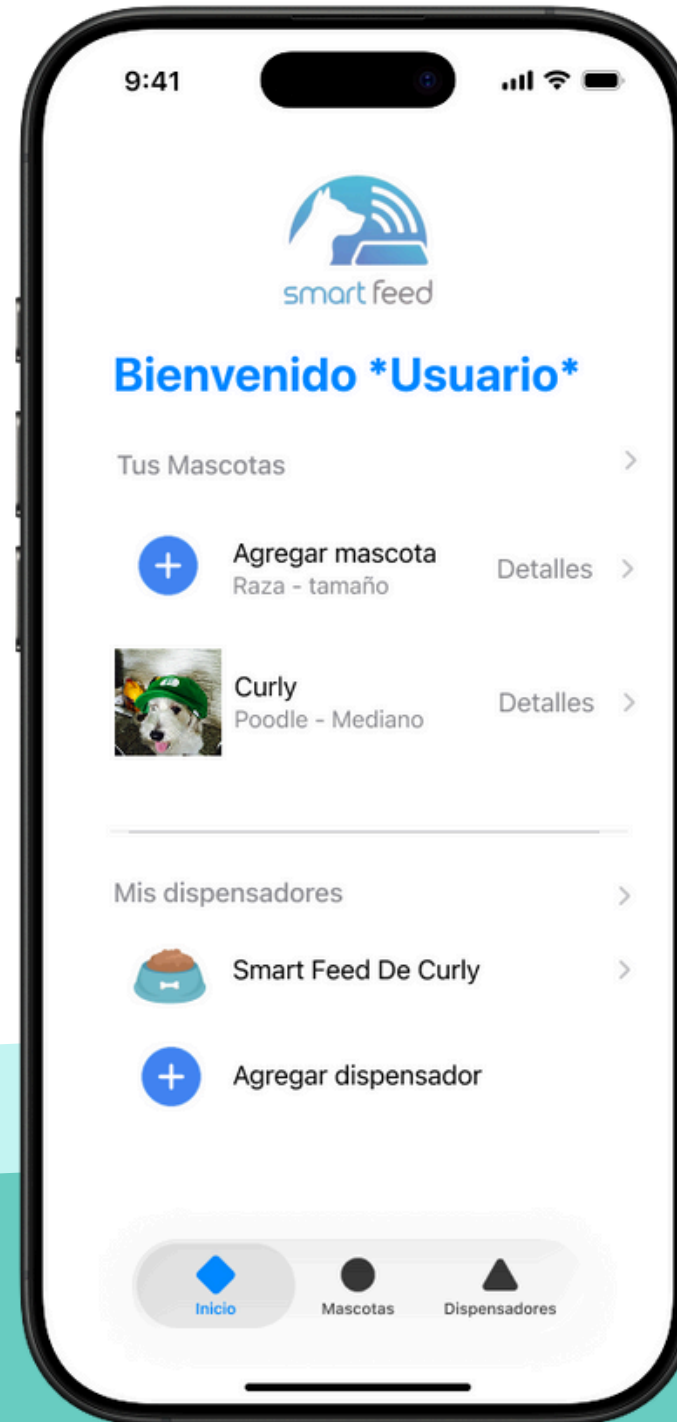 9:41
smart feed
Bienvenido *Usuario*
Tus Mascotas
Agregar mascota
Raza - tamaño
Detalles
Curly
Poodle - Mediano
Detalles
Mis dispensadores
Smart Feed De Curly
Agregar dispensador
Inicio
Mascotas
Dispensadores